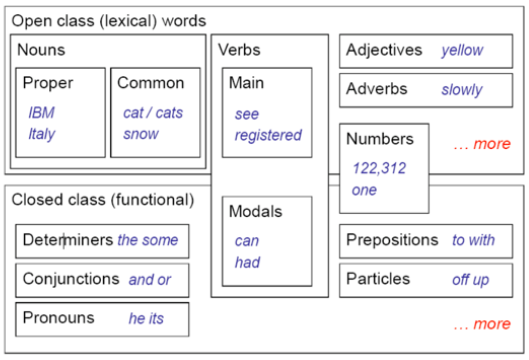 Open class (lexical) words
Nouns
Proper
IBM
Italy
Common
cat / cats
snow
Verbs
Main
see
registered
Adjectives yellow
Adverbs slowly
Numbers
122,312
one
... more
Closed class (functional)
Determiners the some
Conjunctions and or
Pronouns he its
Modals
can
had
Prepositions to with
Particles off up
... more